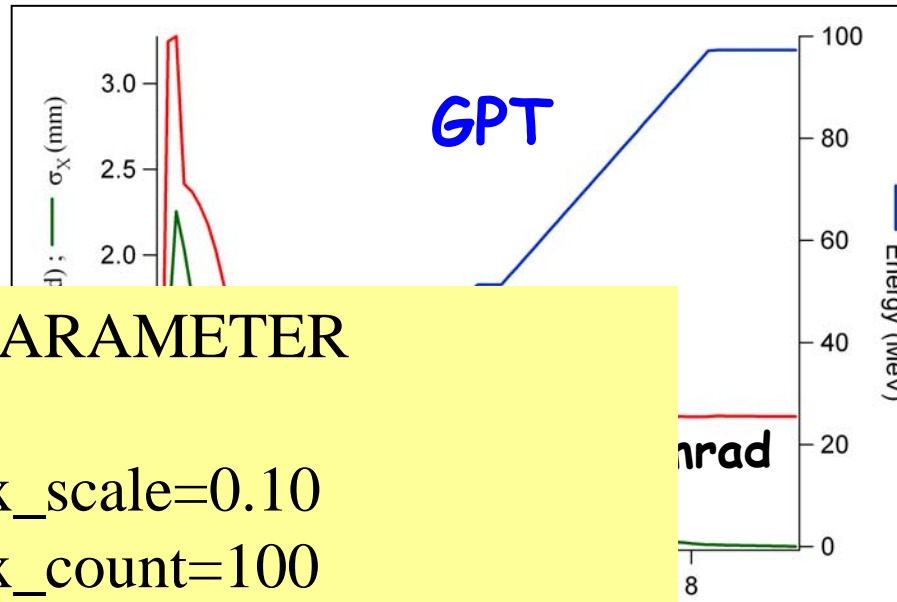 100
3.0
GPT
80
2.5
σX (mm)
60
2.0
d) ;
Energy (MeV)
ARAMETER
40
20
x_scale=0.10
0
x_count=100
8